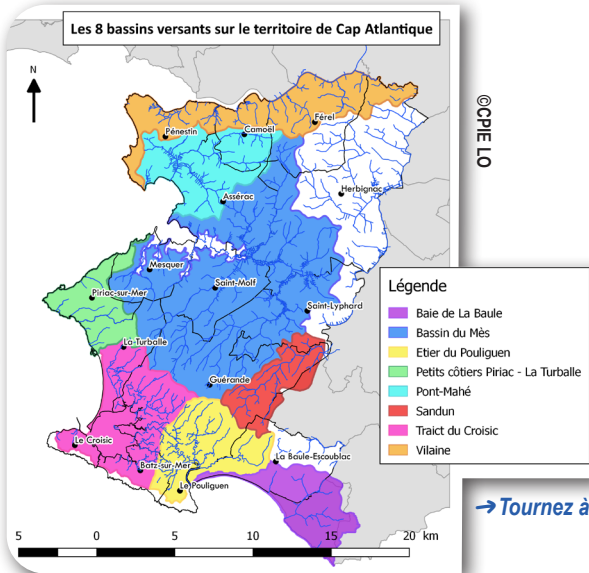 Les 8 bassins versants sur le territoire de Cap Atlantique
N
©CPIE LO
Férel
Camoël
Pénestin
Herbignac
Assérac
Mesquer
Saint-Molf
Piriac-sur-Mer
Saint-Lyphard
La Turballe
Guérande
Le Croisic
La Baule-Escoublac
Batz-sur-Mer
Le Pouliguen
Légende
Baie de La Baule
Bassin du Mès
Etier du Pouliguen
Petits côtiers Piriac - La Turballe
Pont-Mahé
Sandun
Traict du Croisic
Vilaine
→ Tournez à
5 0 5 10 15 20 km